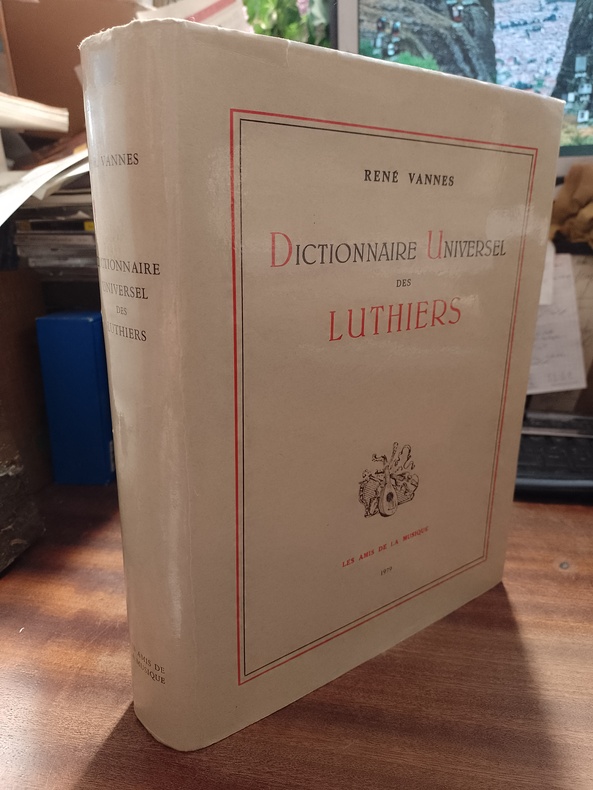 VANNES
DICTIONNAIRE
UNIVERSEL
DES
LUTHIERS
AMIS DE
MUSIQUE
RENÉ VANNES
DICTIONNAIRE UNIVERSEL
DES
LUTHIERS
LES AMIS DE LA MUSIQUE